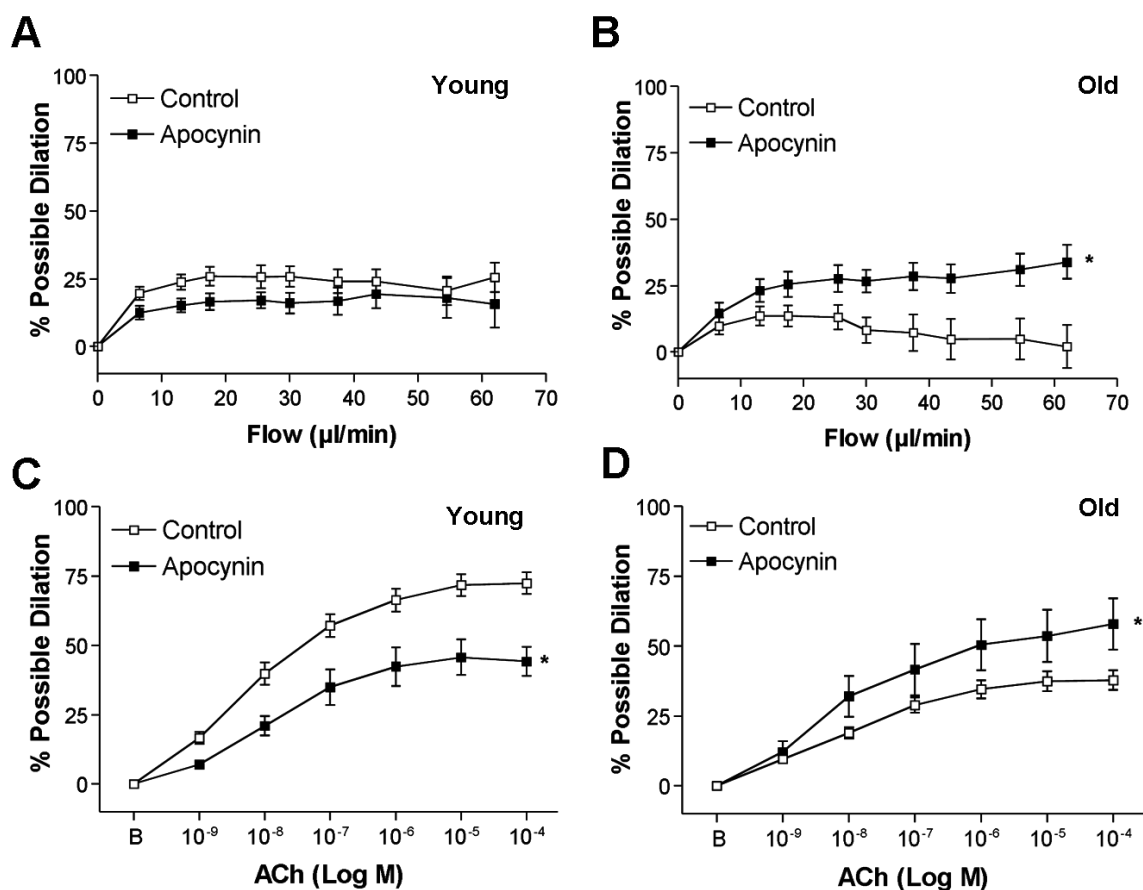 A
Young
100
75
50
25
0
% Possible Dilation
Control
Apocynin
0 10 20 30 40 50 60 70
Flow (µl/min)
B
Old
100
75
50
25
0
% Possible Dilation
Control
Apocynin
*
0 10 20 30 40 50 60 70
Flow (µl/min)
C
Young
100
75
50
25
0
% Possible Dilation
Control
Apocynin
*
B 10⁻⁹ 10⁻⁸ 10⁻⁷ 10⁻⁶ 10⁻⁵ 10⁻⁴
ACh (Log M)
D
Old
100
75
50
25
0
% Possible Dilation
Control
Apocynin
*
B 10⁻⁹ 10⁻⁸ 10⁻⁷ 10⁻⁶ 10⁻⁵ 10⁻⁴
ACh (Log M)